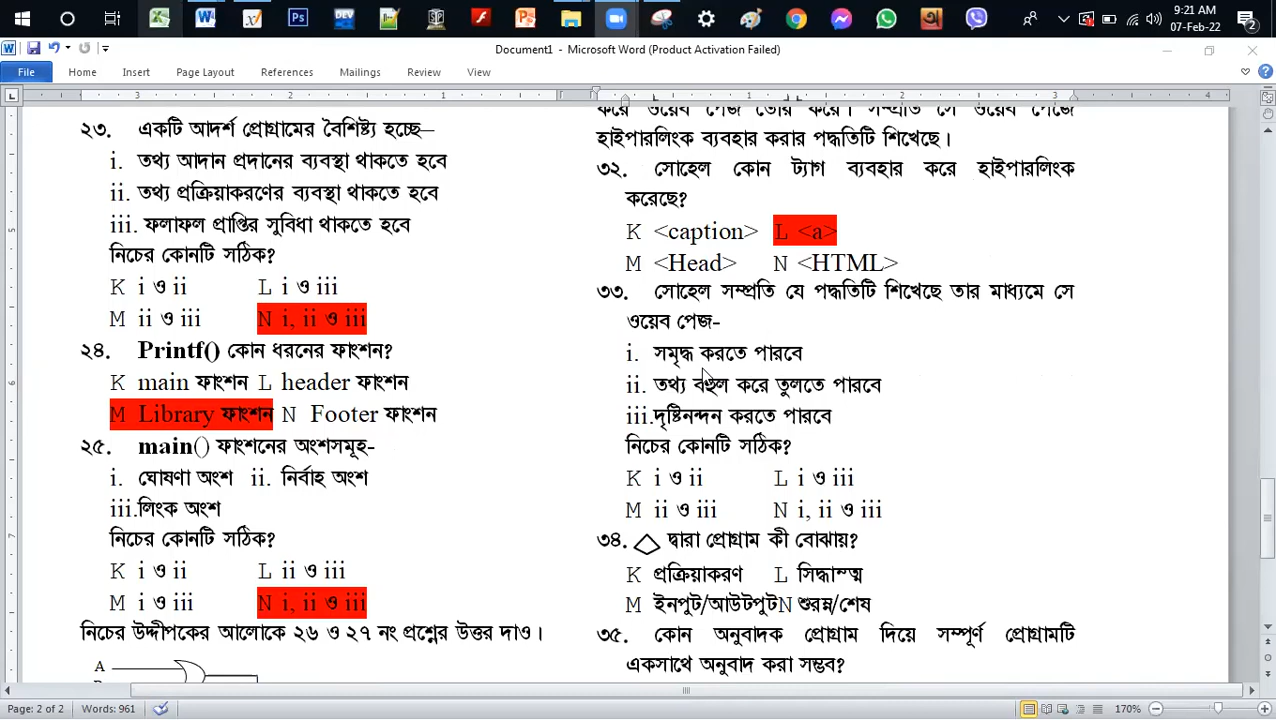 9:21 AM
07-Feb-22
Document1 - Microsoft Word (Product Activation Failed)
File Home Insert Page Layout References Mailings Review View
২৩. একটি আদর্শ প্রোগ্রামের বৈশিষ্ট্য হচ্ছে–
i. তথ্য আদান প্রদানের ব্যবস্থা থাকতে হবে
ii. তথ্য প্রক্রিয়াকরণের ব্যবস্থা থাকতে হবে
iii. ফলাফল প্রাপ্তির সুবিধা থাকতে হবে
নিচের কোনটি সঠিক?
K i ও ii L i ও iii
M ii ও iii N i, ii ও iii
২৪. Printf() কোন ধরনের ফাংশন?
K main ফাংশন L header ফাংশন
M Library ফাংশন N Footer ফাংশন
২৫. main() ফাংশনের অংশসমূহ-
i. ঘোষণা অংশ ii. নির্বাহ অংশ
iii.লিংক অংশ
নিচের কোনটি সঠিক?
K i ও ii L ii ও iii
M i ও iii N i, ii ও iii
নিচের উদ্দীপকের আলোকে ২৬ ও ২৭ নং প্রশ্নের উত্তর দাও।
A
করে ওয়েব পেজ তৈরি করে। সম্প্রতি সে ওয়েব পেজে
হাইপারলিংক ব্যবহার করার পদ্ধতিটি শিখেছে।
৩২. সোহেল কোন ট্যাগ ব্যবহার করে হাইপারলিংক
করেছে?
K <caption> L <a>
M <Head> N <HTML>
৩৩. সোহেল সম্প্রতি যে পদ্ধতিটি শিখেছে তার মাধ্যমে সে
ওয়েব পেজ-
i. সমৃদ্ধ করতে পারবে
ii. তথ্য বহুল করে তুলতে পারবে
iii.দৃষ্টিনন্দন করতে পারবে
নিচের কোনটি সঠিক?
K i ও ii L i ও iii
M ii ও iii N i, ii ও iii
৩৪. দ্বারা প্রোগ্রাম কী বোঝায়?
K প্রক্রিয়াকরণ L সিদ্ধাস্ত্ম
M ইনপুট/আউটপুট N শুরম্ন/শেষ
৩৫. কোন অনুবাদক প্রোগ্রাম দিয়ে সম্পূর্ণ প্রোগ্রামটি
একসাথে অনুবাদ করা সম্ভব?
Page: 2 of 2 Words: 961 170%